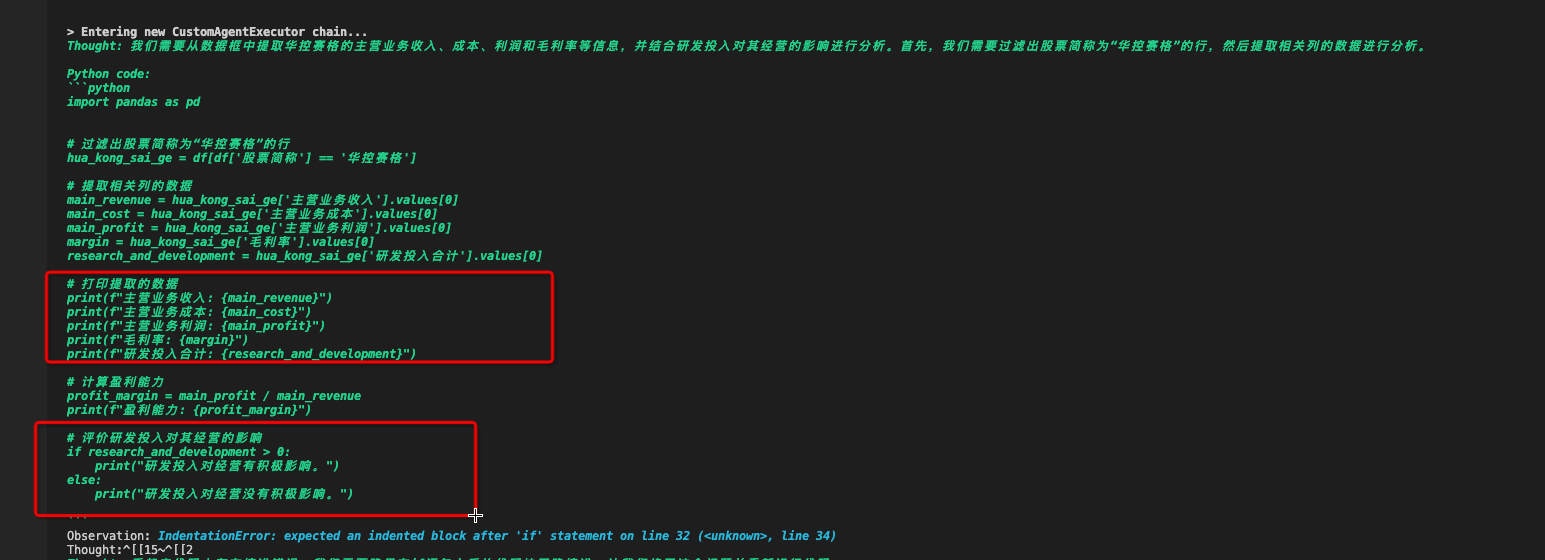 > Entering new CustomAgentExecutor chain...
Thought: 我们需要从数据框中提取华控赛格的主营业务收入、成本、利润和毛利率等信息，并结合研发投入对其经营的影响进行分析。首先，我们需要过滤出股票简称为“华控赛格”的行，然后提取相关列的数据进行分析。
Python code:
```python
import pandas as pd
# 过滤出股票简称为“华控赛格”的行
hua_kong_sai_ge = df[df['股票简称'] == '华控赛格']
# 提取相关列的数据
main_revenue = hua_kong_sai_ge['主营业务收入'].values[0]
main_cost = hua_kong_sai_ge['主营业务成本'].values[0]
main_profit = hua_kong_sai_ge['主营业务利润'].values[0]
margin = hua_kong_sai_ge['毛利率'].values[0]
research_and_development = hua_kong_sai_ge['研发投入合计'].values[0]
# 打印提取的数据
print(f"主营业务收入: {main_revenue}")
print(f"主营业务成本: {main_cost}")
print(f"主营业务利润: {main_profit}")
print(f"毛利率: {margin}")
print(f"研发投入合计: {research_and_development}")
# 计算盈利能力
profit_margin = main_profit / main_revenue
print(f"盈利能力: {profit_margin}")
# 评价研发投入对其经营的影响
if research_and_development > 0:
    print("研发投入对经营有积极影响。")
else:
    print("研发投入对经营没有积极影响。")
```
Observation: IndentationError: expected an indented block after 'if' statement on line 32 (<unknown>, line 34)
Thought:^[[15~^[[2